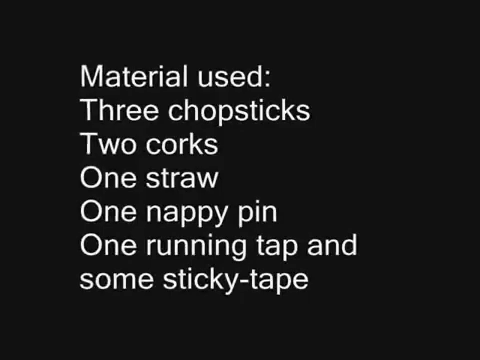 Material used:
Three chopsticks
Two corks
One straw
One nappy pin
One running tap and
some sticky-tape